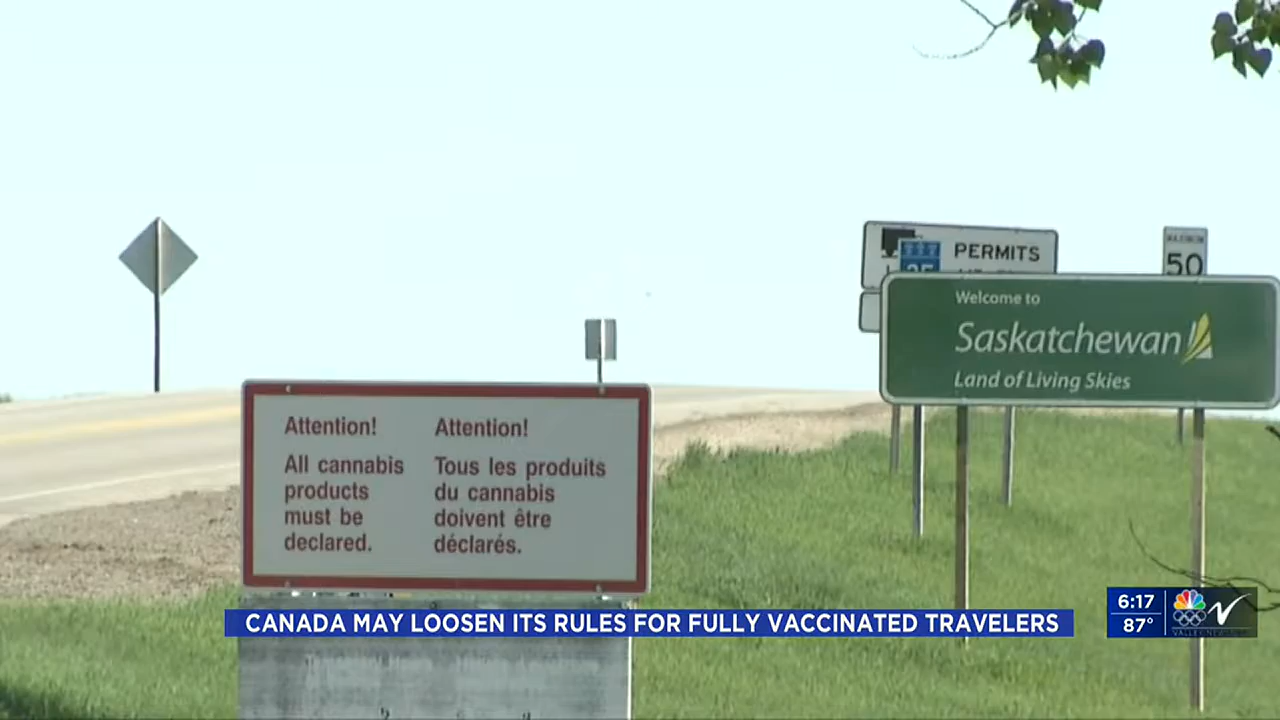 PERMITS
MAXIMUM
50
Welcome to
Saskatchewan
Land of Living Skies
Attention!
All cannabis
products
must be
declared.
Attention!
Tous les produits
du cannabis
doivent être
déclarés.
CANADA MAY LOOSEN ITS RULES FOR FULLY VACCINATED TRAVELERS
6:17
87°